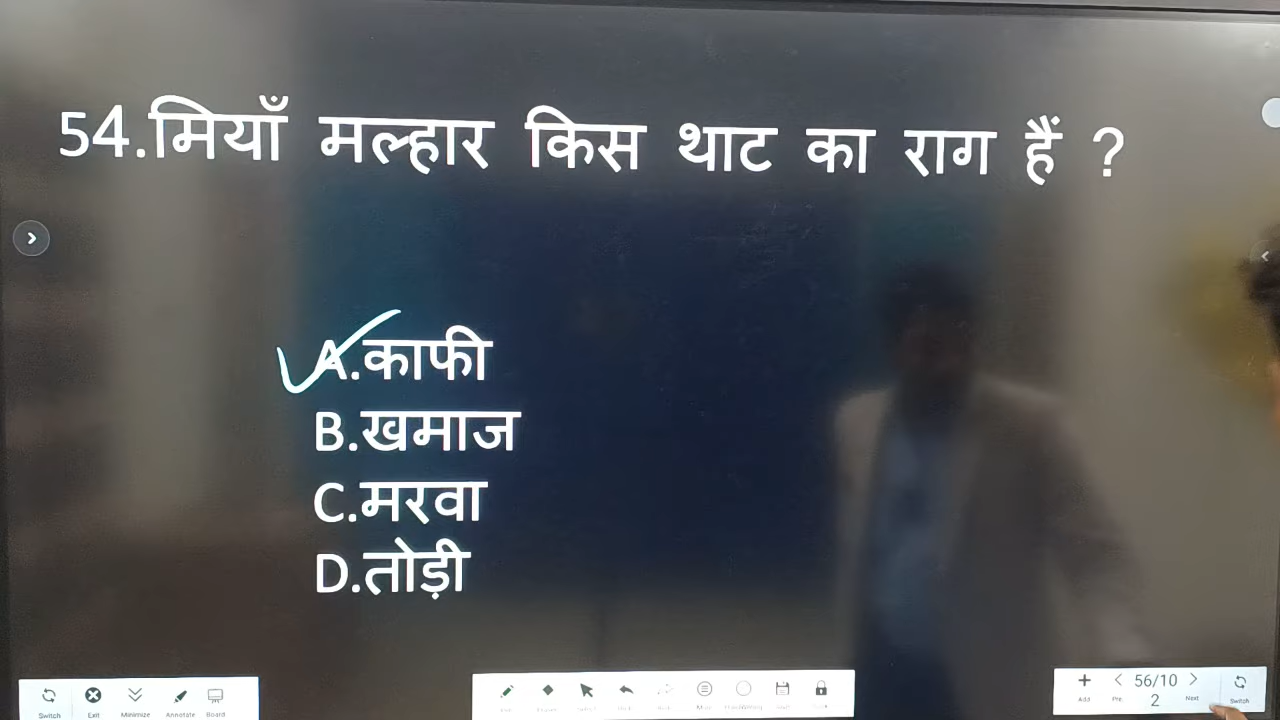 54.मियाँ मल्हार किस थाट का राग हैं ?
A.काफी
B.खमाज
C.मरवा
D.तोड़ी
Switch Exit Minimize Annotate Board
Add Pre. 56/10 Next Switch
2